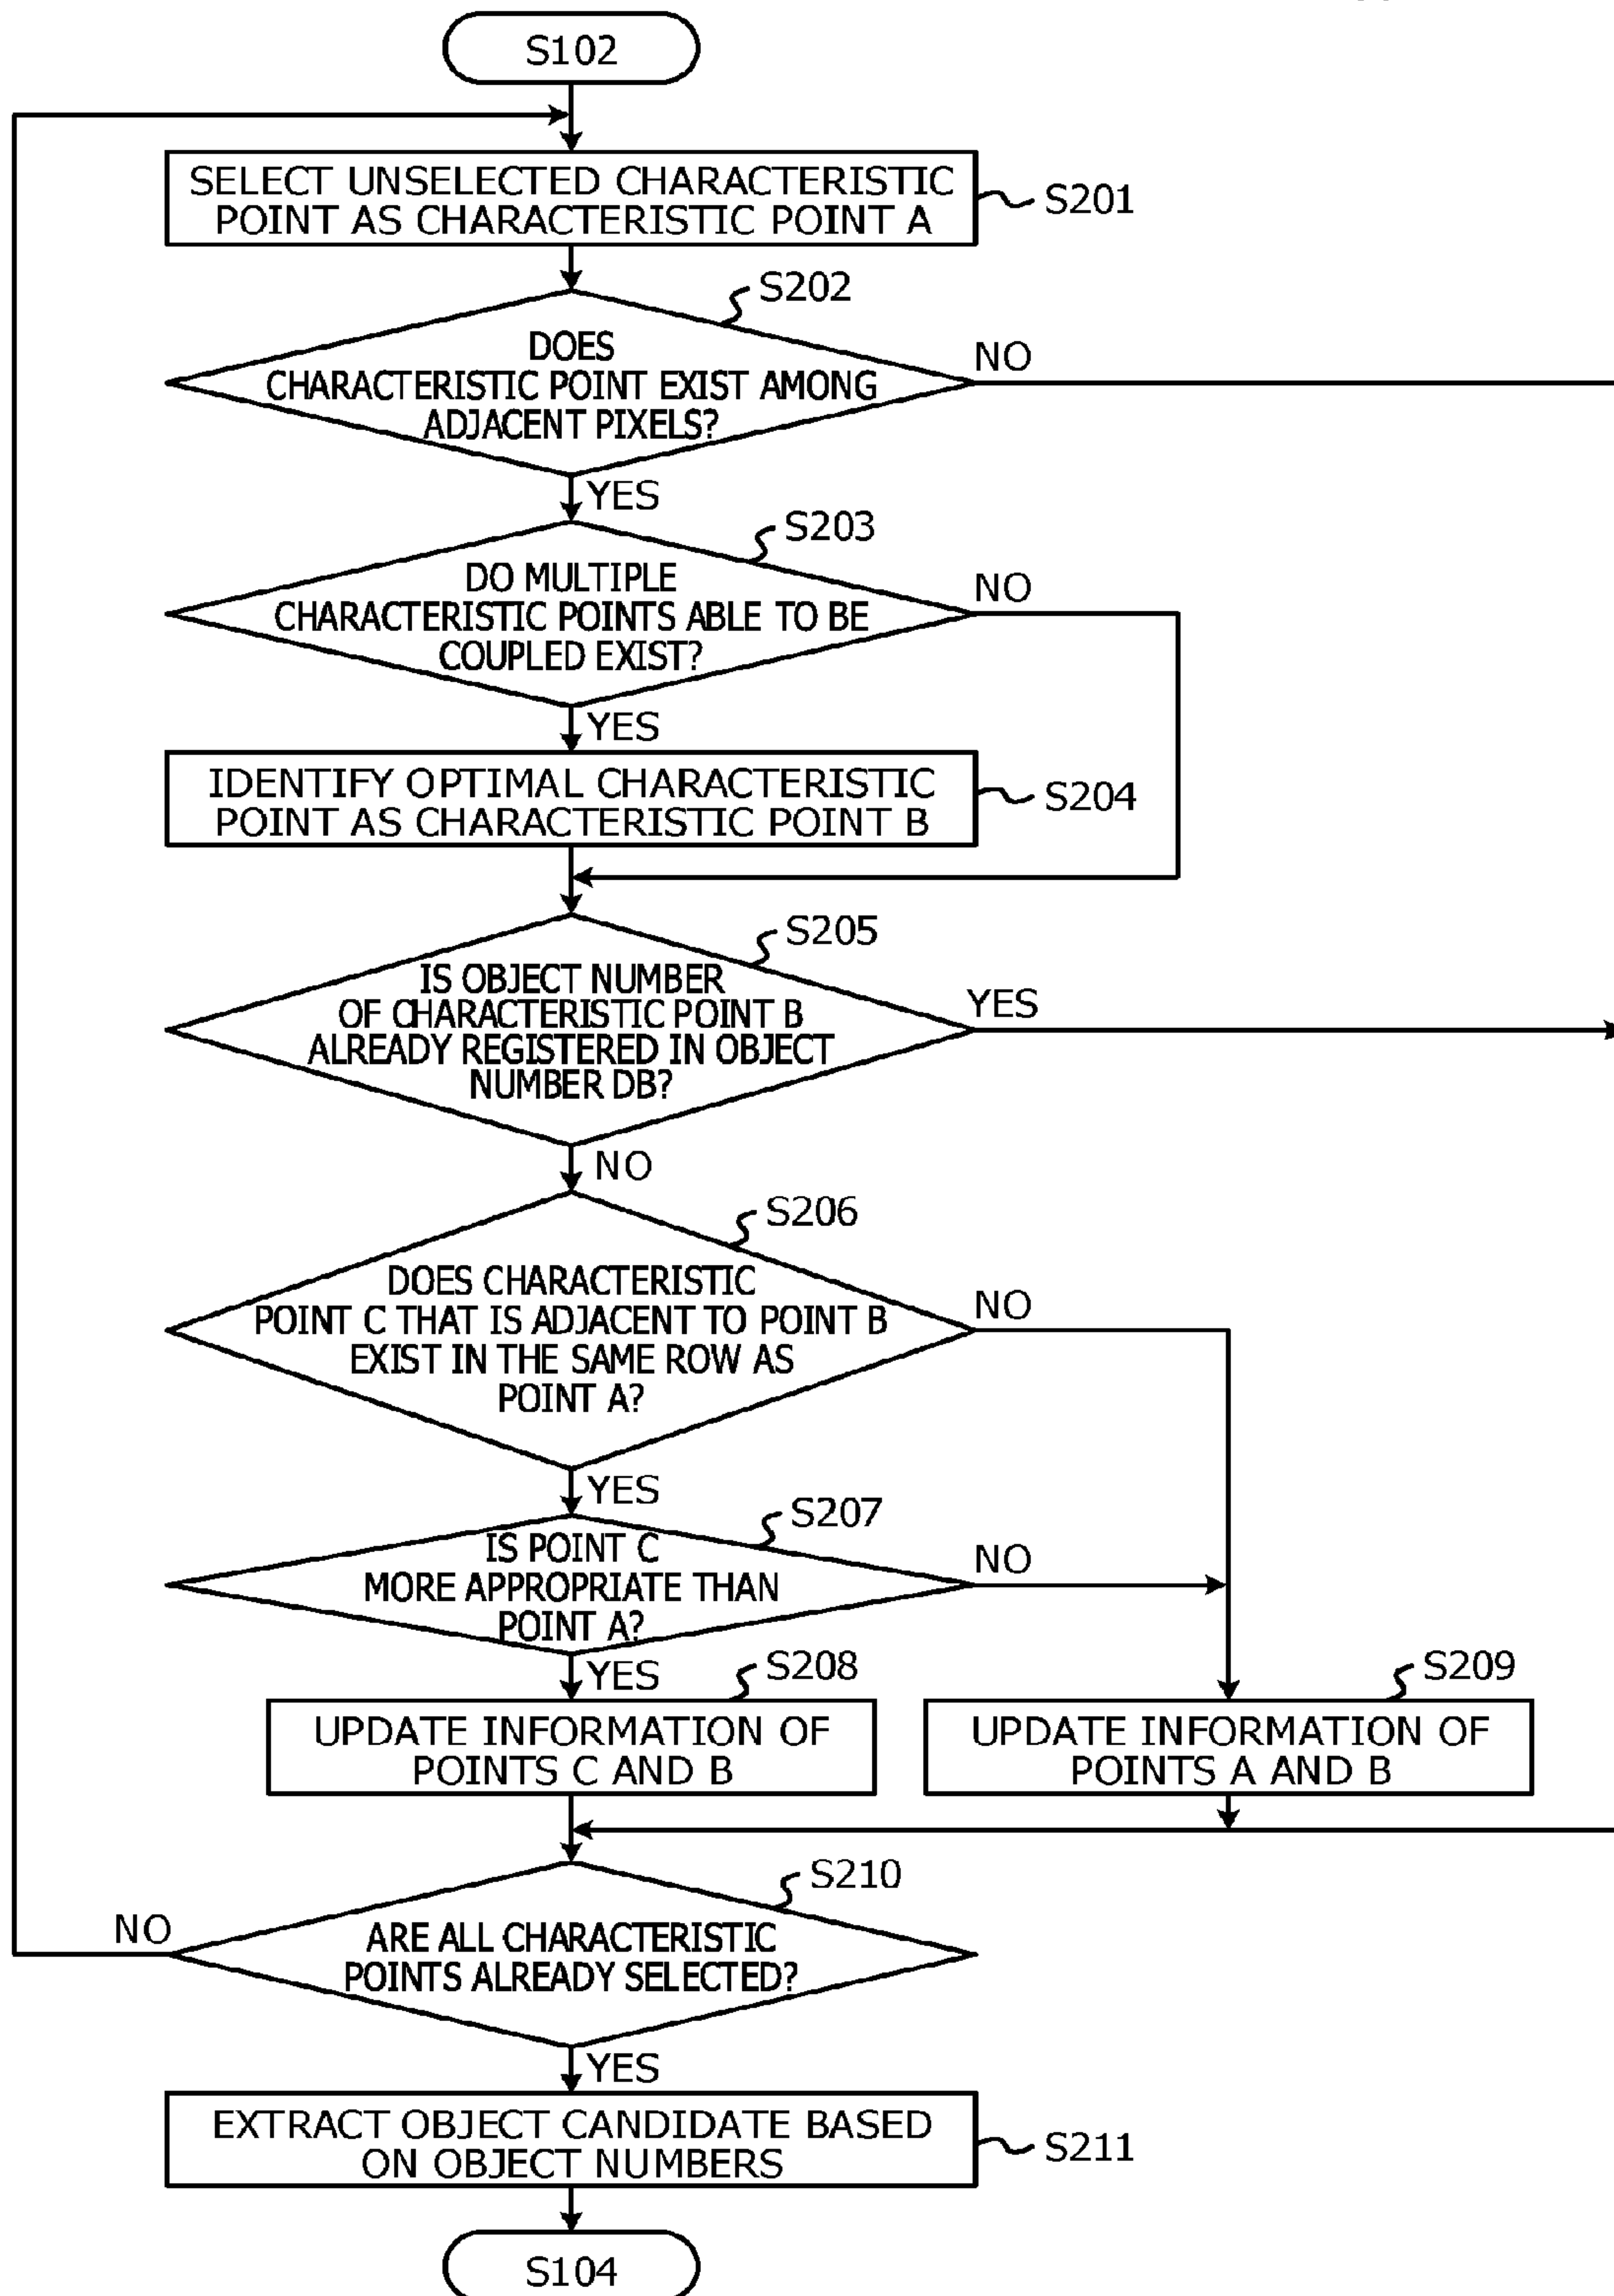 S102
SELECT UNSELECTED CHARACTERISTIC
POINT AS CHARACTERISTIC POINT A
S201
S202
DOES
CHARACTERISTIC POINT EXIST AMONG
ADJACENT PIXELS?
NO
YES
S203
DO MULTIPLE
CHARACTERISTIC POINTS ABLE TO BE
COUPLED EXIST?
NO
YES
IDENTIFY OPTIMAL CHARACTERISTIC
POINT AS CHARACTERISTIC POINT B
S204
S205
IS OBJECT NUMBER
OF CHARACTERISTIC POINT B
ALREADY REGISTERED IN OBJECT
NUMBER DB?
YES
NO
S206
DOES CHARACTERISTIC
POINT C THAT IS ADJACENT TO POINT B
EXIST IN THE SAME ROW AS
POINT A?
NO
YES
S207
IS POINT C
MORE APPROPRIATE THAN
POINT A?
NO
YES
S208
UPDATE INFORMATION OF
POINTS C AND B
S209
UPDATE INFORMATION OF
POINTS A AND B
S210
ARE ALL CHARACTERISTIC
POINTS ALREADY SELECTED?
NO
YES
EXTRACT OBJECT CANDIDATE BASED
ON OBJECT NUMBERS
S211
S104